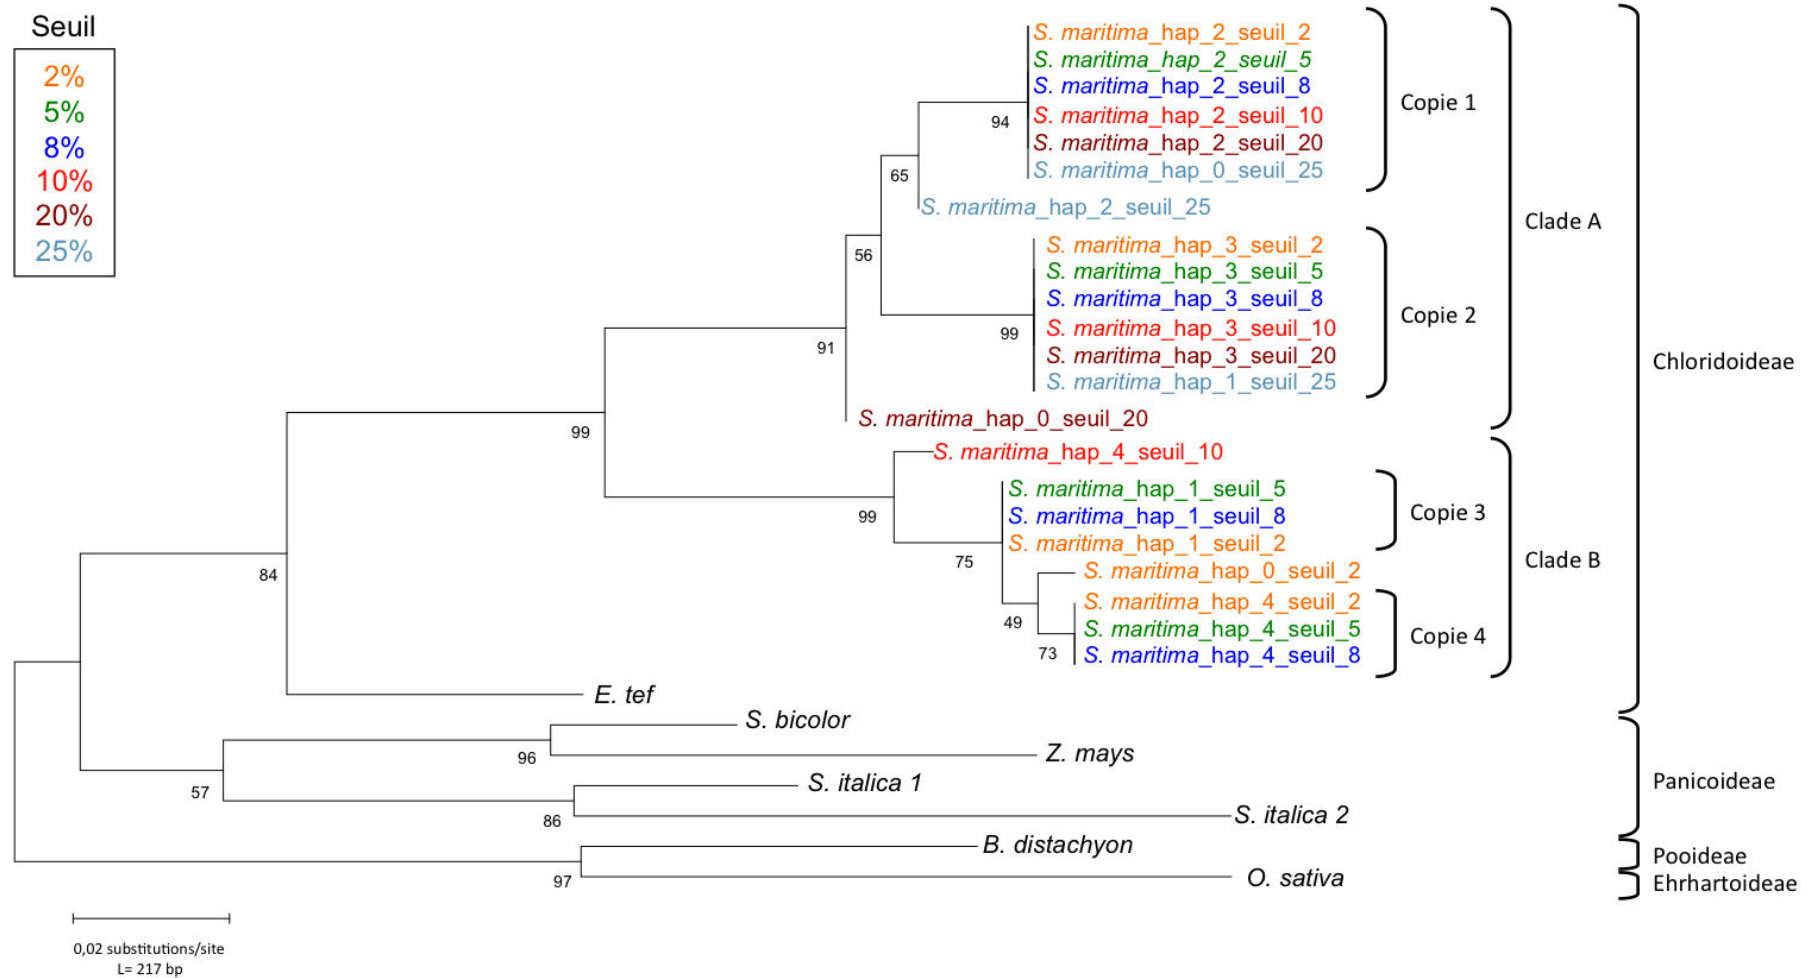 Seuil
2%
5%
8%
10%
20%
25%
S. maritima_hap_2_seuil_2
S. maritima_hap_2_seuil_5
S. maritima_hap_2_seuil_8
S. maritima_hap_2_seuil_10
S. maritima_hap_2_seuil_20
S. maritima_hap_0_seuil_25
Copie 1
94
65
S. maritima_hap_2_seuil_25
Clade A
56
S. maritima_hap_3_seuil_2
S. maritima_hap_3_seuil_5
S. maritima_hap_3_seuil_8
S. maritima_hap_3_seuil_10
S. maritima_hap_3_seuil_20
S. maritima_hap_1_seuil_25
Copie 2
99
91
Chloridoideae
S. maritima_hap_0_seuil_20
99
S. maritima_hap_4_seuil_10
S. maritima_hap_1_seuil_5
S. maritima_hap_1_seuil_8
S. maritima_hap_1_seuil_2
Copie 3
99
75
Clade B
84
S. maritima_hap_0_seuil_2
S. maritima_hap_4_seuil_2
S. maritima_hap_4_seuil_5
S. maritima_hap_4_seuil_8
Copie 4
49
73
E. tef
S. bicolor
96
Z. mays
57
S. italica 1
86
S. italica 2
Panicoideae
B. distachyon
97
O. sativa
Pooideae
Ehrhartoideae
0,02 substitutions/site
L= 217 bp